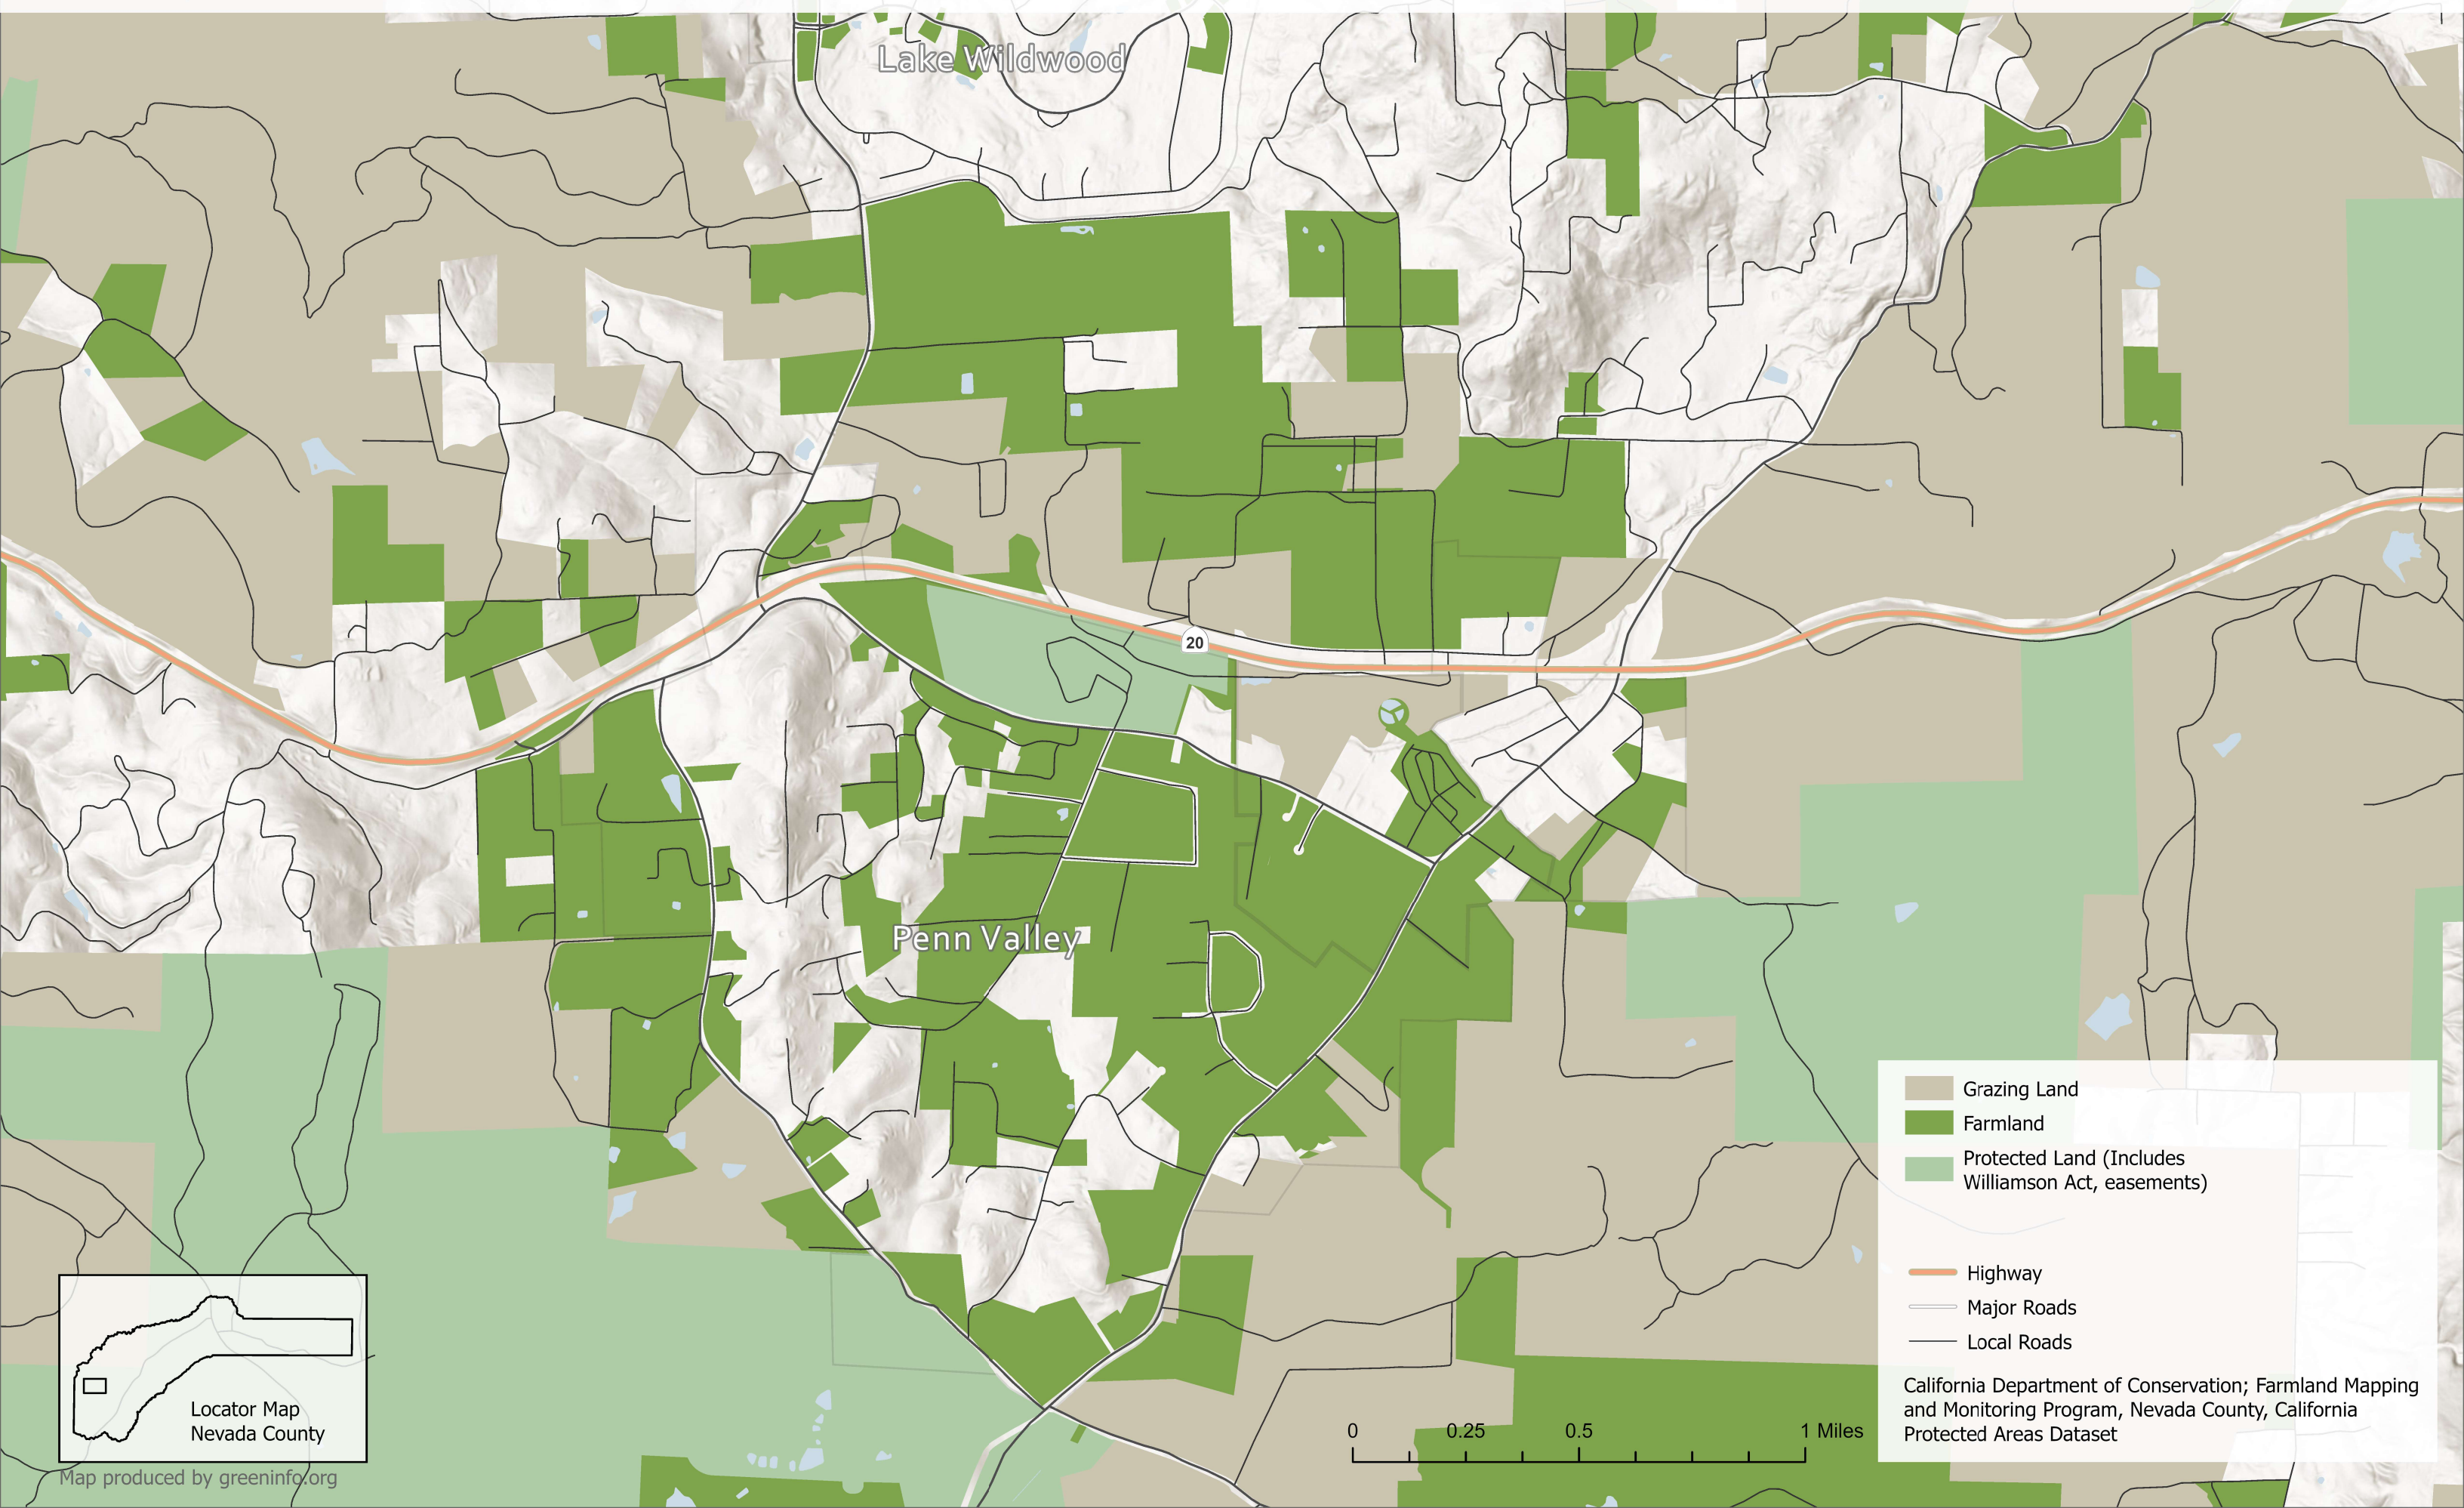 Lake Wildwood
20
Penn Valley
Grazing Land
Farmland
Protected Land (Includes
Williamson Act, easements)
Highway
Major Roads
Local Roads
California Department of Conservation; Farmland Mapping
and Monitoring Program, Nevada County, California
Protected Areas Dataset
0 0.25 0.5 1 Miles
Locator Map
Nevada County
Map produced by greeninfo.org